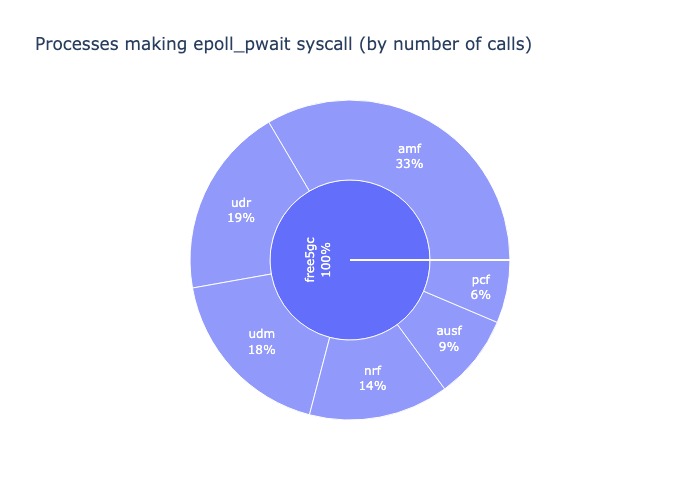 Processes making epoll_pwait syscall (by number of calls)
amf
33%
udr
19%
free5gc
100%
pcf
6%
udm
18%
ausf
9%
nrf
14%